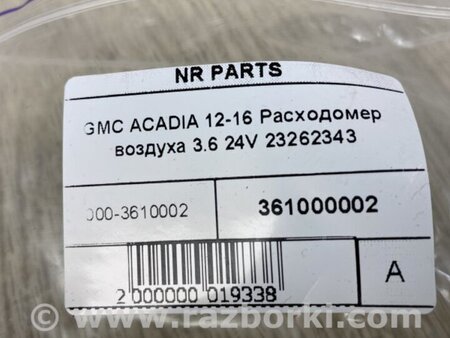 NR PARTS
GMC ACADIA 12-16 Расходомер
воздуха 3.6 24V 23262343
000-3610002
361000002
2 000000 019338
A
© www.razborki.com